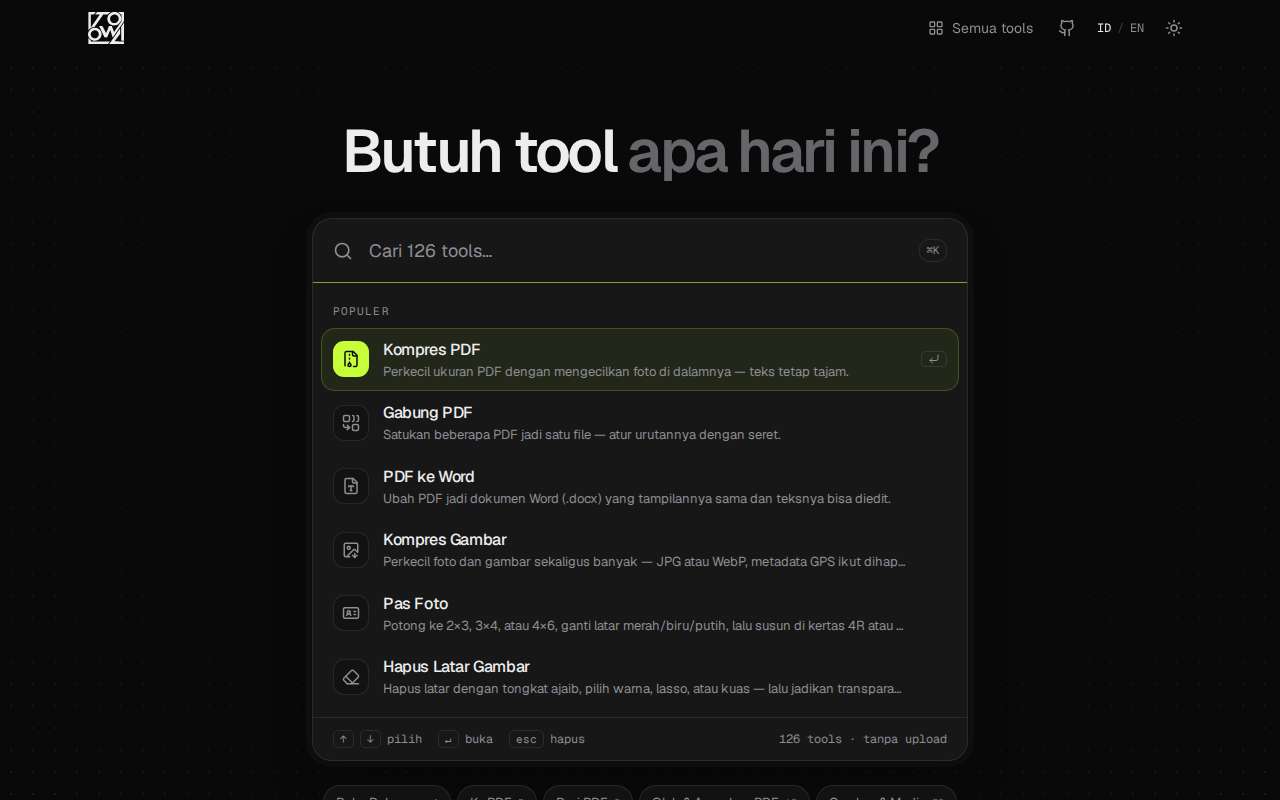 Semua tools
ID / EN
Butuh tool apa hari ini?
Cari 126 tools…
⌘K
POPULER
Kompres PDF
Perkecil ukuran PDF dengan mengecilkan foto di dalamnya — teks tetap tajam.
Gabung PDF
Satukan beberapa PDF jadi satu file — atur urutannya dengan seret.
PDF ke Word
Ubah PDF jadi dokumen Word (.docx) yang tampilannya sama dan teksnya bisa diedit.
Kompres Gambar
Perkecil foto dan gambar sekaligus banyak — JPG atau WebP, metadata GPS ikut dihap…
Pas Foto
Potong ke 2×3, 3×4, atau 4×6, ganti latar merah/biru/putih, lalu susun di kertas 4R atau …
Hapus Latar Gambar
Hapus latar dengan tongkat ajaib, pilih warna, lasso, atau kuas — lalu jadikan transpara…
↑ ↓ pilih ↵ buka esc hapus
126 tools · tanpa upload